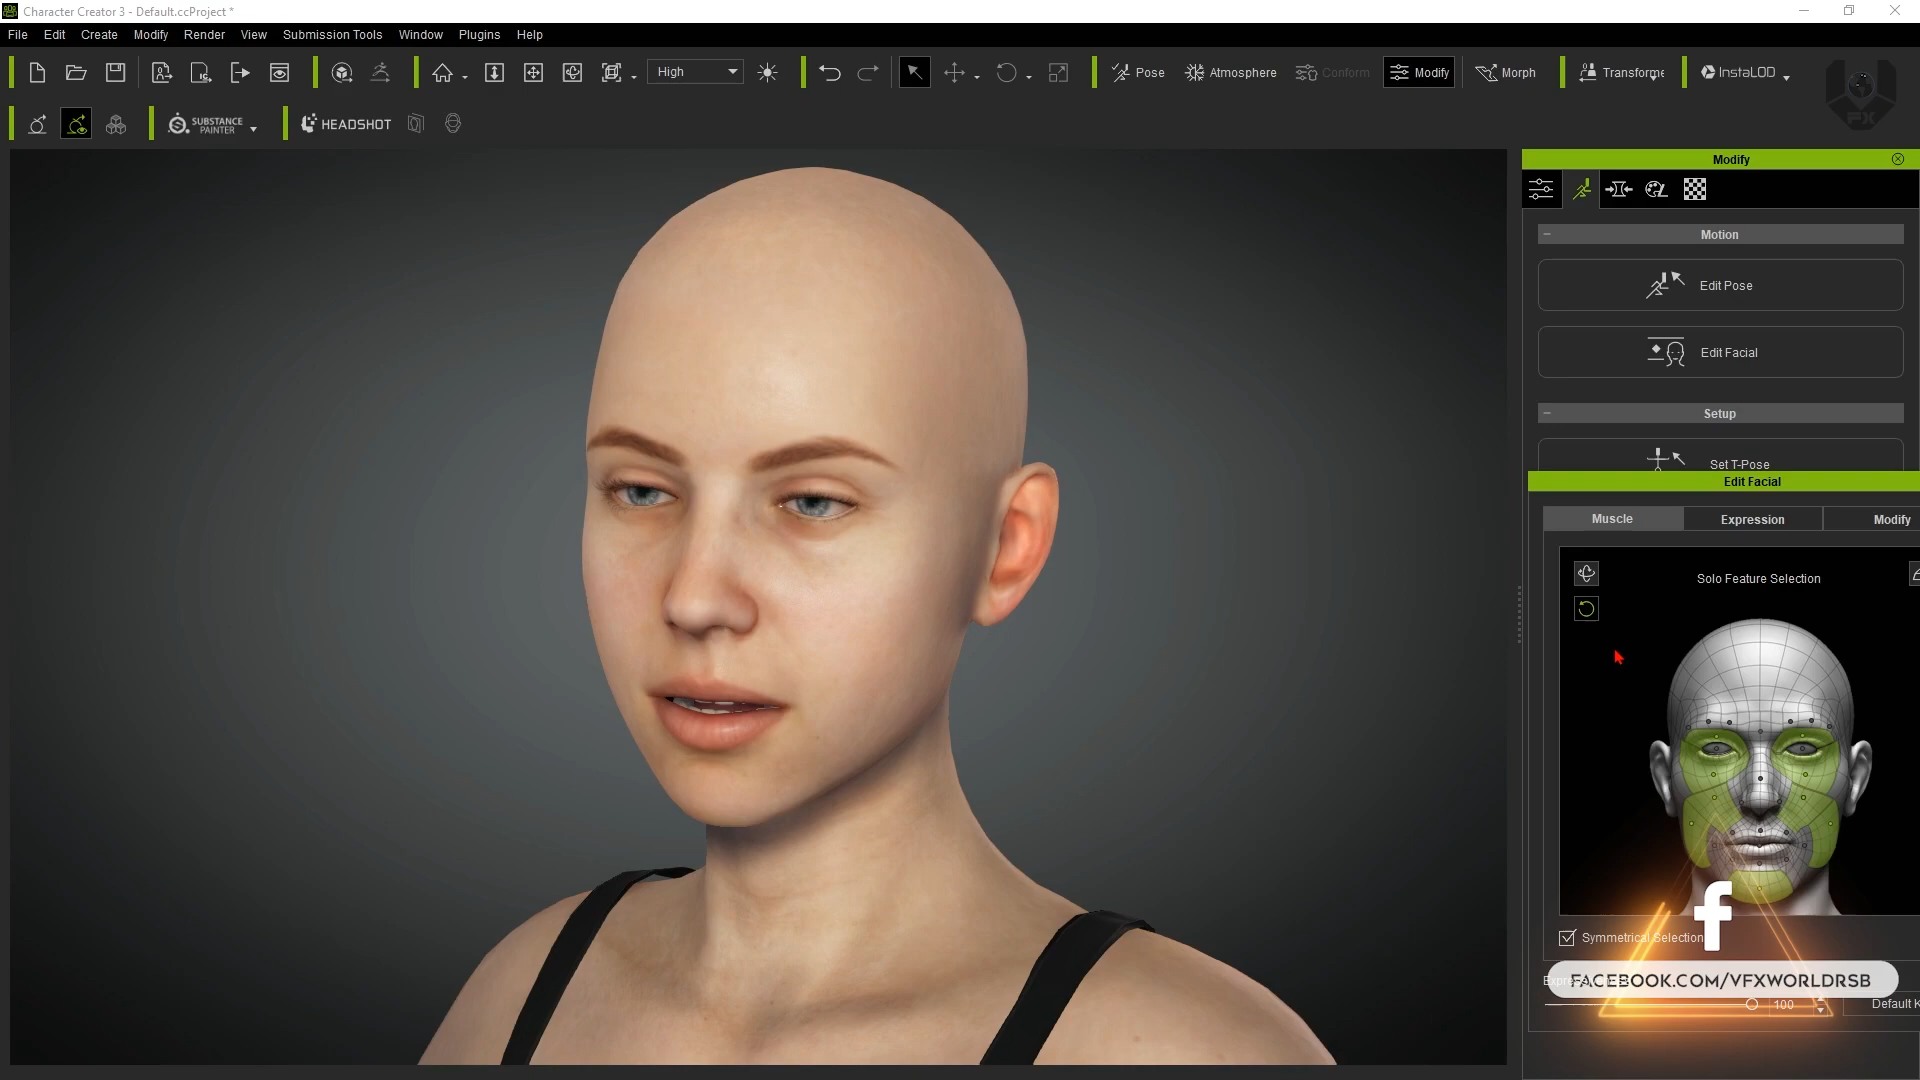 Character Creator 3 - Default.ccProject *
File Edit Create Modify Render View Submission Tools Window Plugins Help
High Pose Atmosphere Conform Modify Morph Transforme InstaLOD
SUBSTANCE PAINTER HEADSHOT
FX
Modify
Motion
Edit Pose
Edit Facial
Setup
Set T-Pose
Edit Facial
Muscle Expression Modify
Solo Feature Selection
Symmetrical Selection
FACEBOOK.COM/VFXWORLDRSB
100 Default K